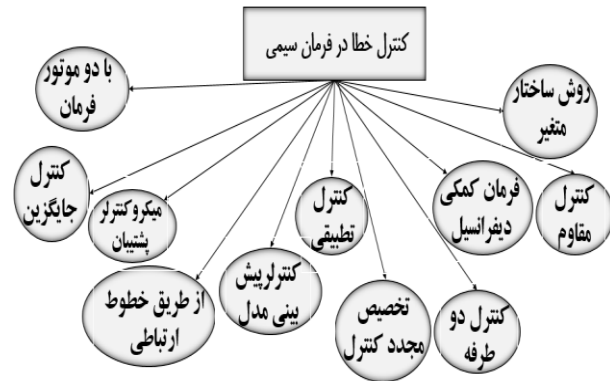 کنترل خطا در فرمان سیمی
روش ساختار
متغیر
با دو موتور
فرمان
کنترل
جایگزین
میکروکنترلر
پشتیبان
کنترل
تطبیقی
فرمان کمکی
دیفرانسیل
کنترل
مقاوم
از طریق خطوط
ارتباطی
کنترلرپیش
بینی مدل
تخصیص
مجدد کنترل
کنترل دو
طرفه